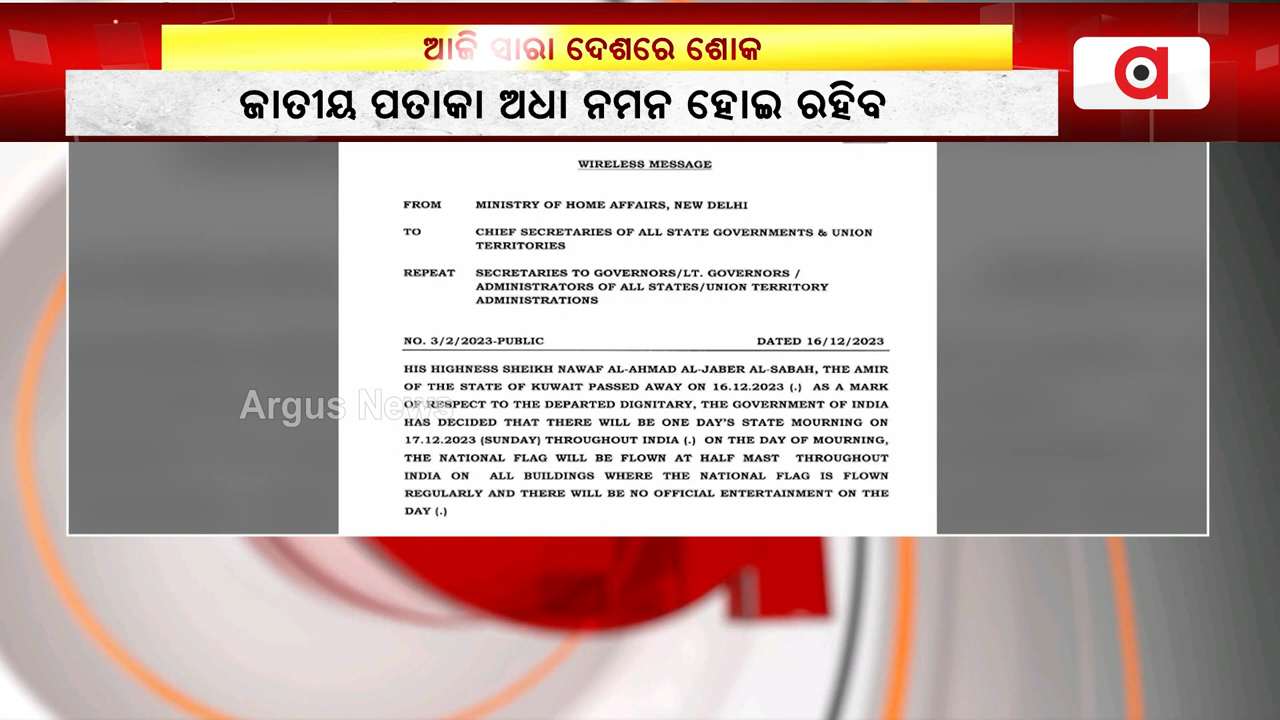 ଆଜି ସାରା ଦେଶରେ ଶୋକ
ଜାତୀୟ ପତାକା ଅଧା ନମନ ହୋଇ ରହିବ
a
WIRELESS MESSAGE
FROM MINISTRY OF HOME AFFAIRS, NEW DELHI
TO CHIEF SECRETARIES OF ALL STATE GOVERNMENTS & UNION
TERRITORIES
REPEAT SECRETARIES TO GOVERNORS/LT. GOVERNORS /
ADMINISTRATORS OF ALL STATES/UNION TERRITORY
ADMINISTRATIONS
NO. 3/2/2023-PUBLIC DATED 16/12/2023
HIS HIGHNESS SHEIKH NAWAF AL-AHMAD AL-JABER AL-SABAH, THE AMIR
OF THE STATE OF KUWAIT PASSED AWAY ON 16.12.2023 (.) AS A MARK
OF RESPECT TO THE DEPARTED DIGNITARY, THE GOVERNMENT OF INDIA
HAS DECIDED THAT THERE WILL BE ONE DAY'S STATE MOURNING ON
17.12.2023 (SUNDAY) THROUGHOUT INDIA (.) ON THE DAY OF MOURNING,
THE NATIONAL FLAG WILL BE FLOWN AT HALF MAST THROUGHOUT
INDIA ON ALL BUILDINGS WHERE THE NATIONAL FLAG IS FLOWN
REGULARLY AND THERE WILL BE NO OFFICIAL ENTERTAINMENT ON THE
DAY (.)
Argus News